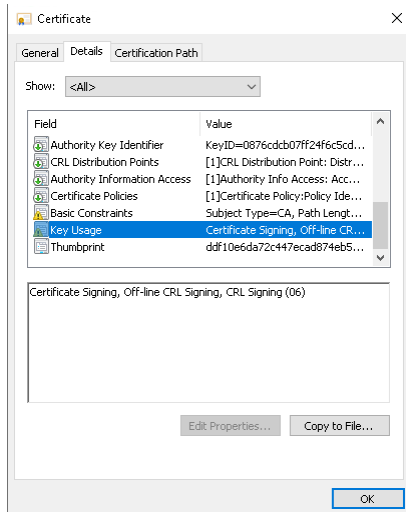 Certificate
General Details Certification Path
Show: <All>
Field Value
Authority Key Identifier KeyID=0876cdcb07ff24f6c5cd...
CRL Distribution Points [1]CRL Distribution Point: Distr...
Authority Information Access [1]Authority Info Access: Acc...
Certificate Policies [1]Certificate Policy:Policy Ide...
Basic Constraints Subject Type=CA, Path Lengt...
Key Usage Certificate Signing, Off-line CR...
Thumbprint ddf10e6da72c447ecad874eb5...
Certificate Signing, Off-line CRL Signing, CRL Signing (06)
Edit Properties... Copy to File...
OK